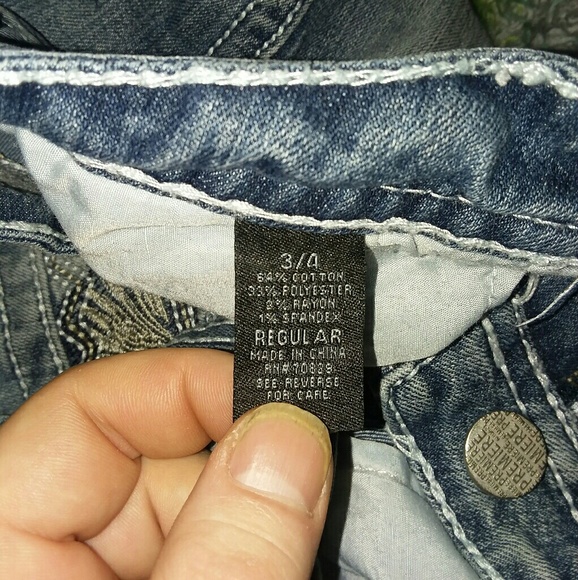 3/4
64% COTTON
33% POLYESTER
2% RAYON
1% SPANDEX
REGULAR
MADE IN CHINA
RN# 70839
SEE REVERSE
FOR CARE